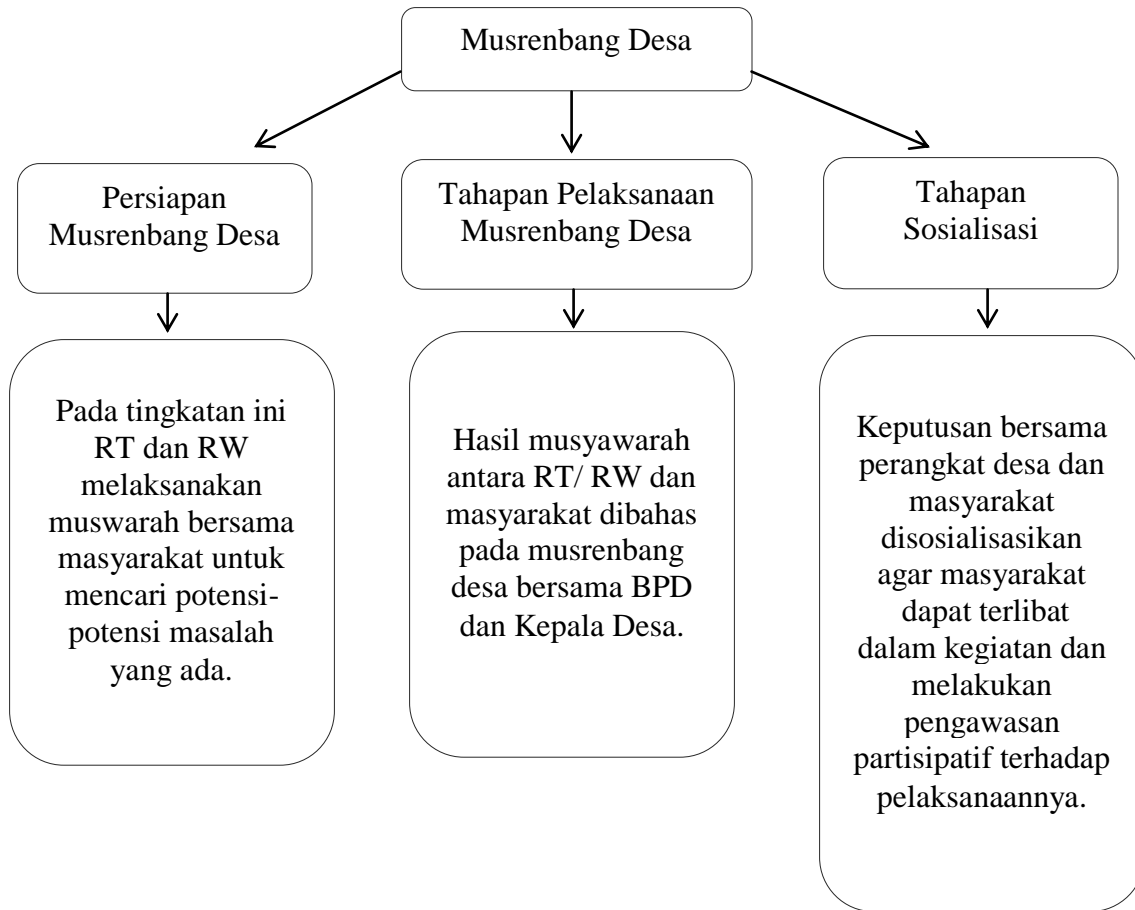 Musrenbang Desa
Persiapan
Musrenbang Desa
Tahapan Pelaksanaan
Musrenbang Desa
Tahapan
Sosialisasi
Pada tingkatan ini
RT dan RW
melaksanakan
muswarah bersama
masyarakat untuk
mencari potensi-
potensi masalah
yang ada.
Hasil musyawarah
antara RT/ RW dan
masyarakat dibahas
pada musrenbang
desa bersama BPD
dan Kepala Desa.
Keputusan bersama
perangkat desa dan
masyarakat
disosialisasikan
agar masyarakat
dapat terlibat
dalam kegiatan dan
melakukan
pengawasan
partisipatif terhadap
pelaksanaannya.